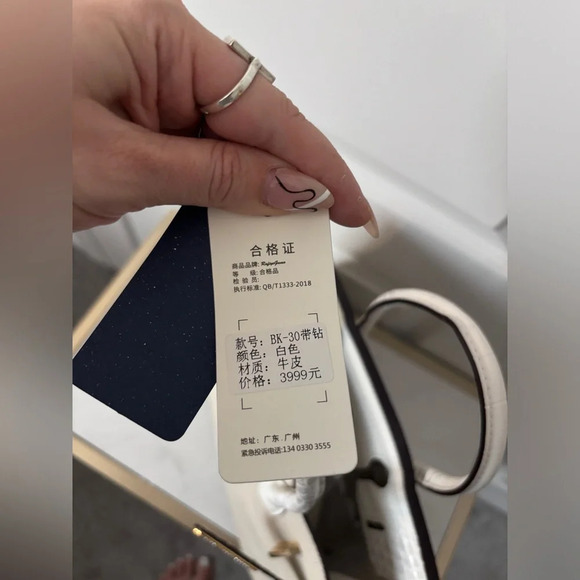 合格证
商品品牌:
等 级:合格品
检 验 员:
执行标准:QB/T1333-2018
款号: BK-30带钻
颜色: 白色
材质: 牛皮
价格: 3999元
地址: 广东.广州
紧急投诉电话:134 0330 3555